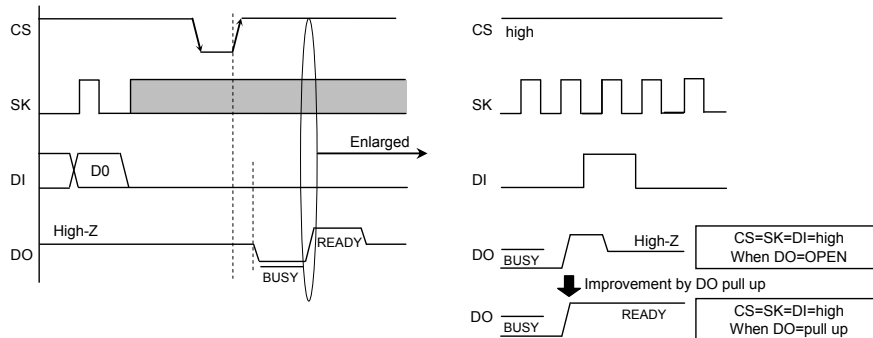 CS
SK
DI
D0
DO
High-Z
BUSY
READY
Enlarged
CS
high
SK
DI
DO
BUSY
High-Z
CS=SK=DI=high
When DO=OPEN
Improvement by DO pull up
DO
BUSY
READY
CS=SK=DI=high
When DO=pull up